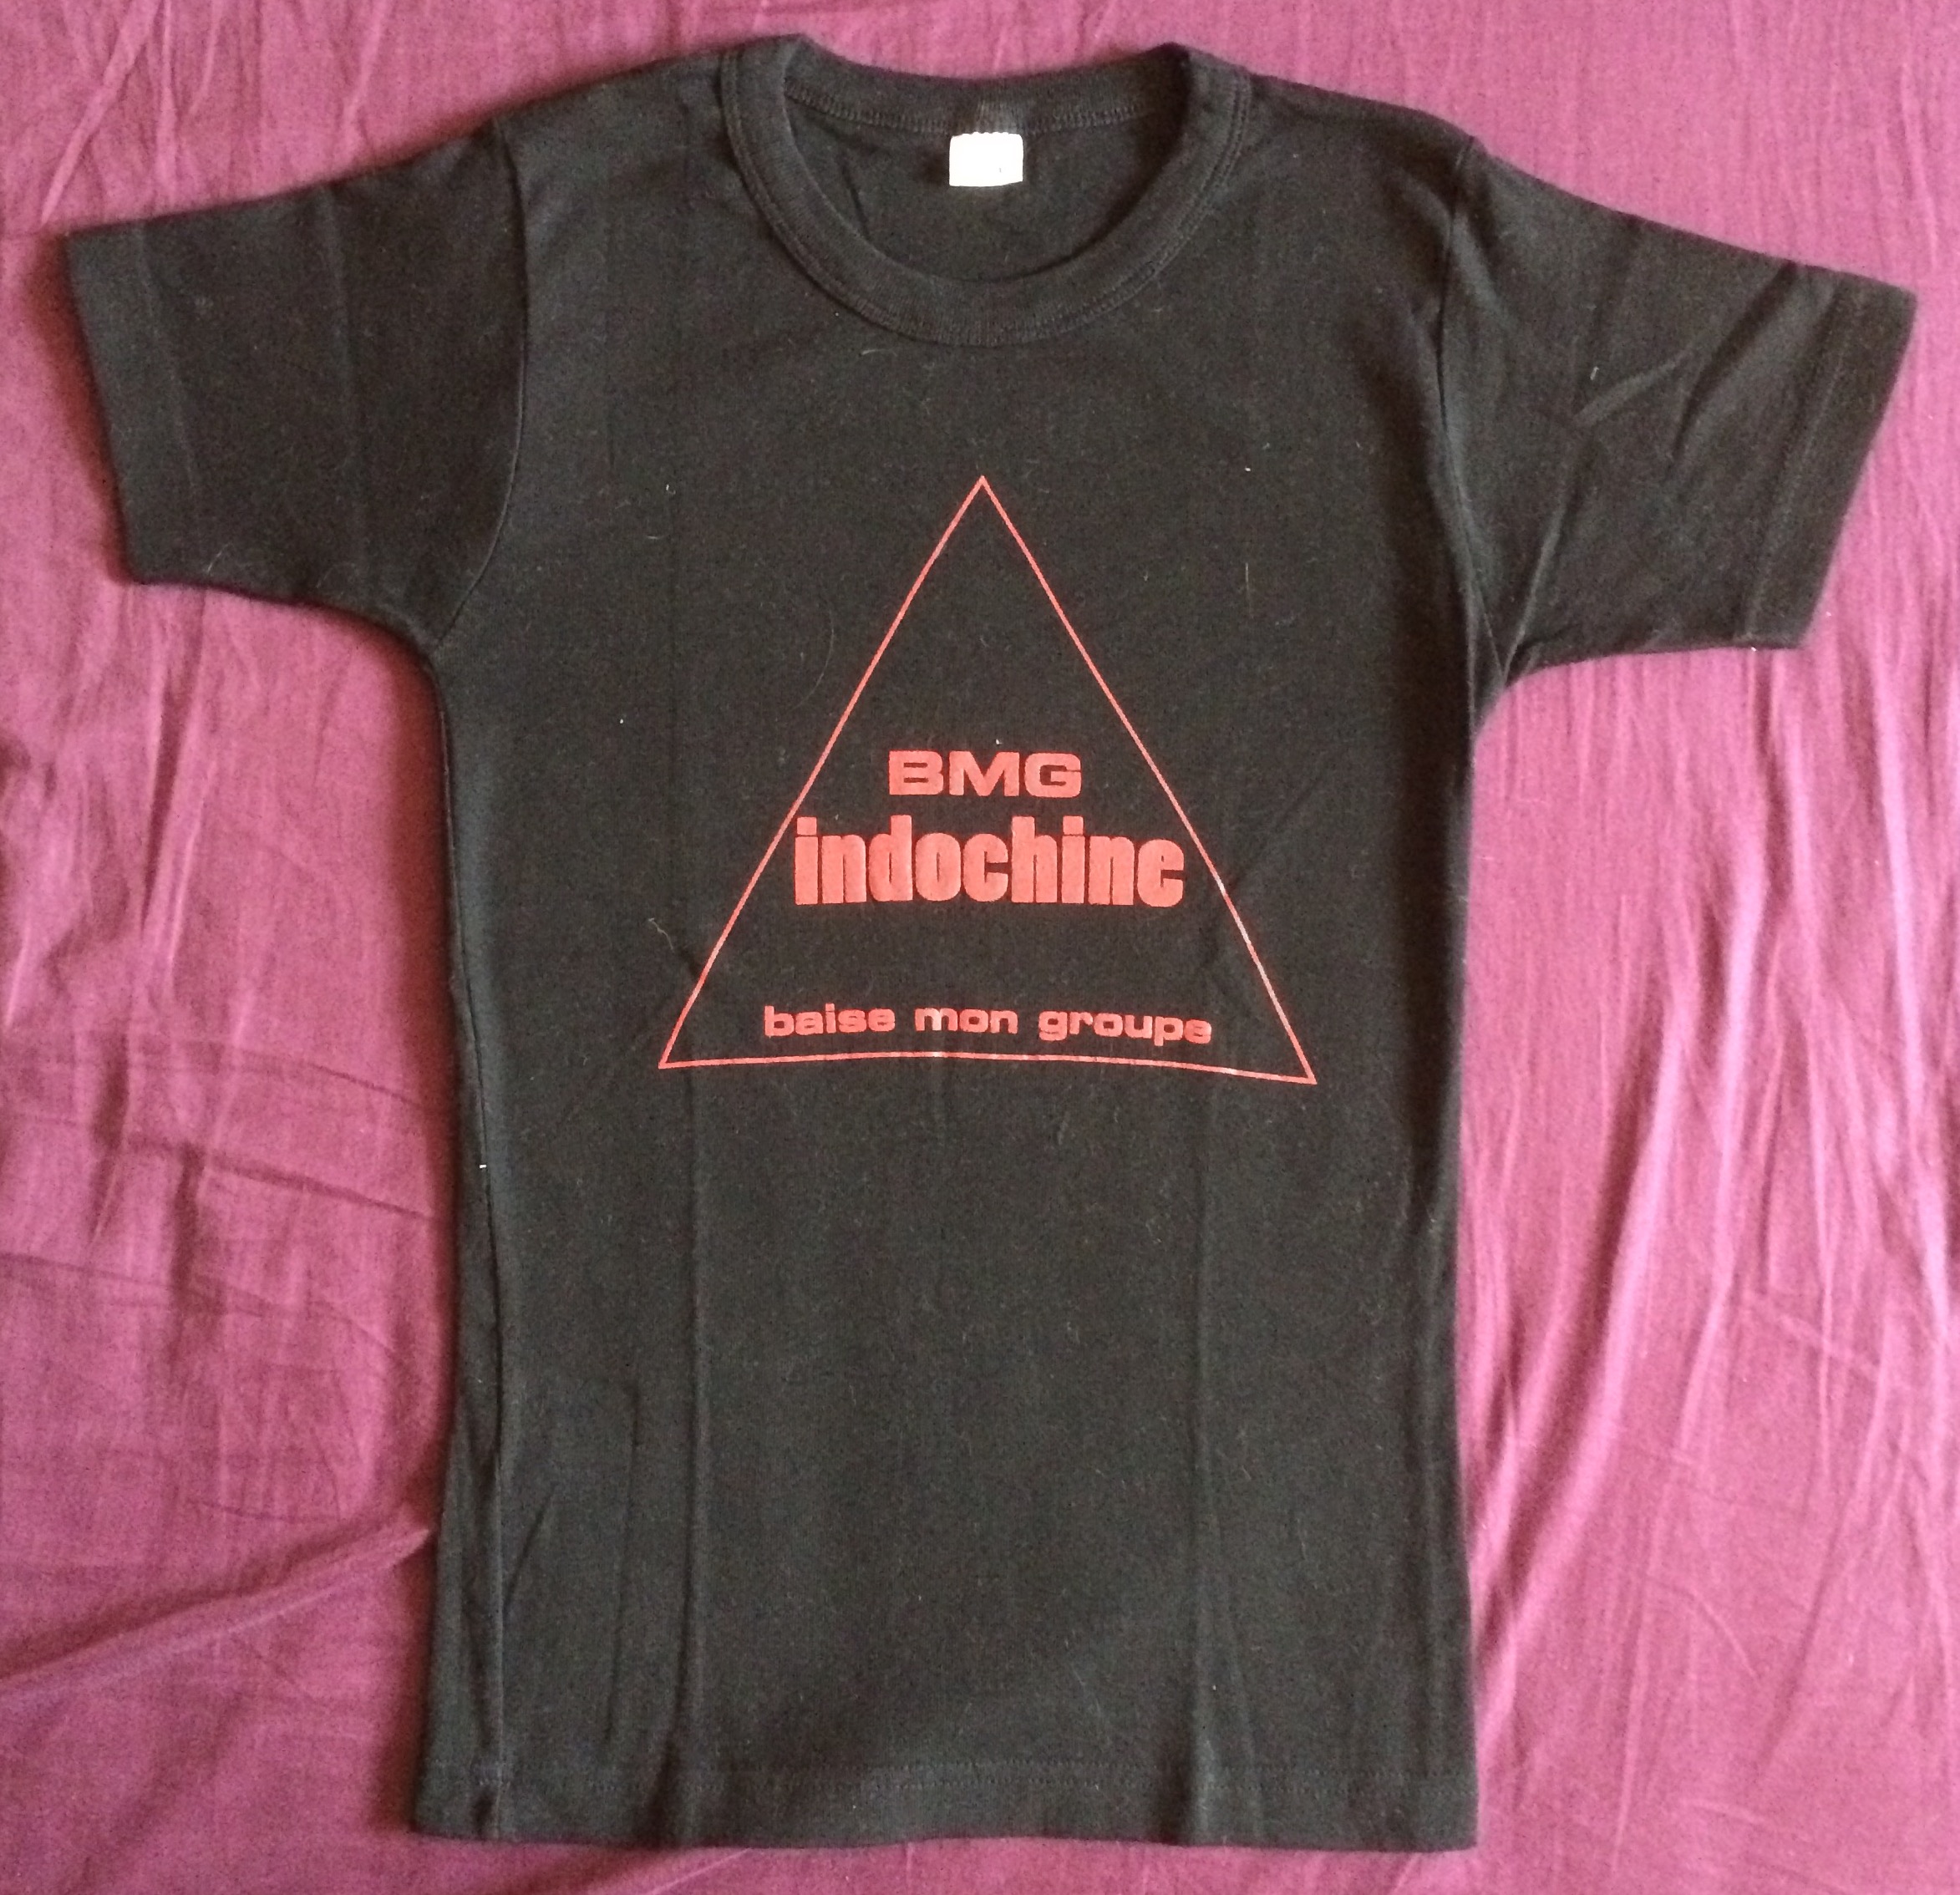 BMG
indochine
baise mon groupe